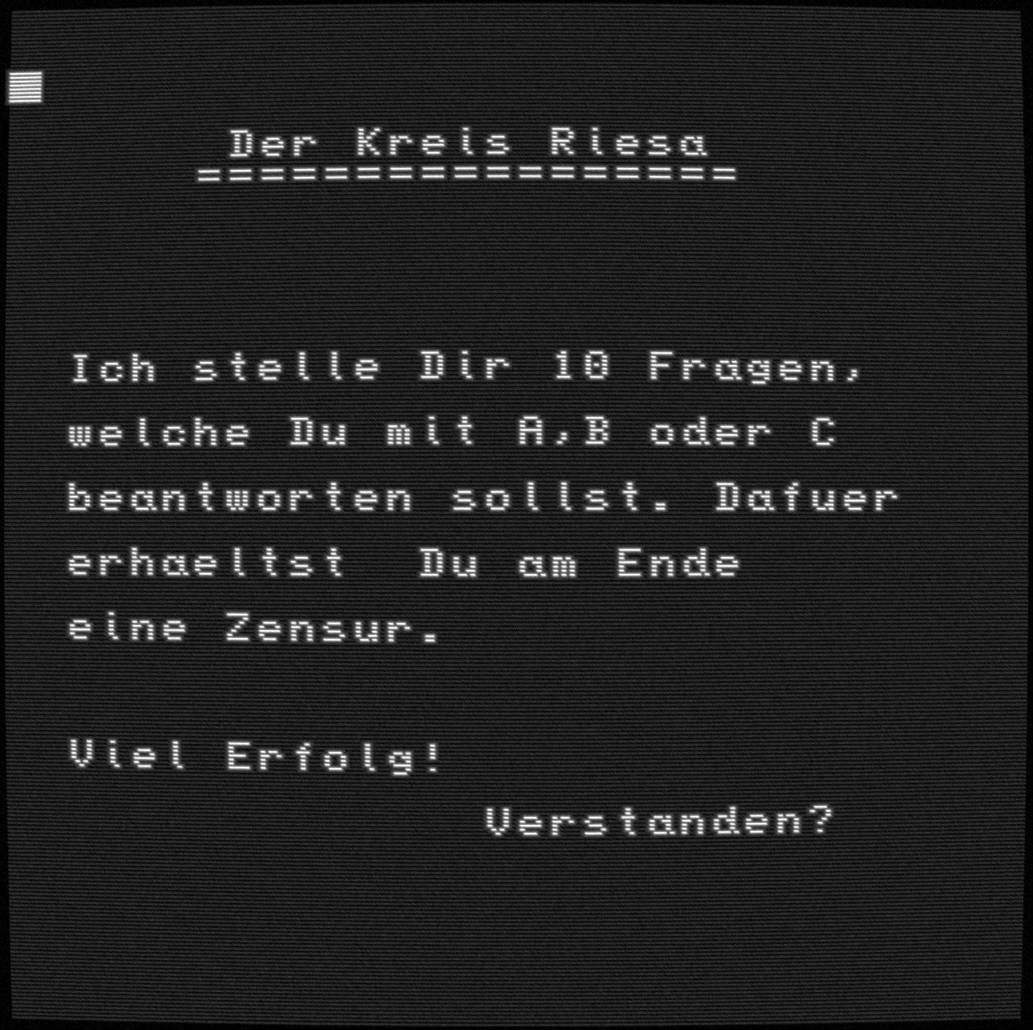 Der Kreis Riesa
=================
Ich stelle Dir 10 Fragen,
welche Du mit A,B oder C
beantworten sollst. Dafuer
erhaeltst  Du am Ende
eine Zensur.
Viel Erfolg!
Verstanden?